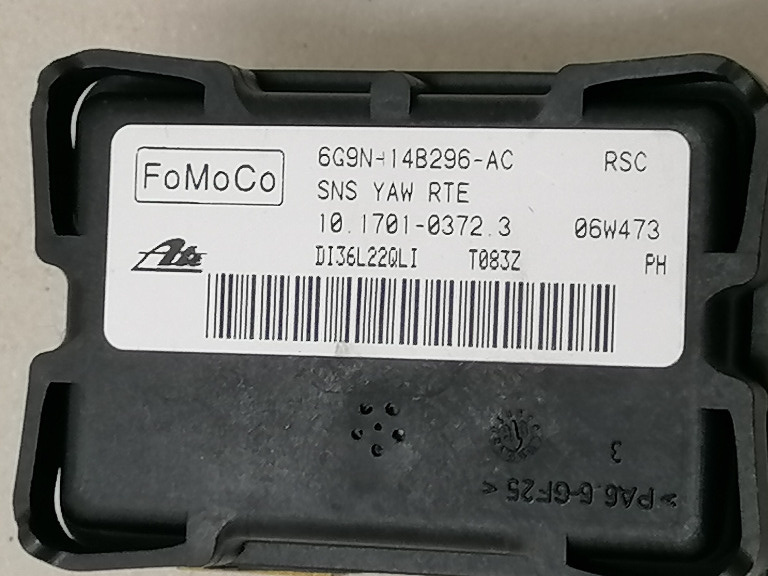 FoMoCo
6G9N-14B296-AC RSC
SNS YAW RTE
10.1701-0372.3 06W473
Ate
DI36L22QLI T083Z PH
3
>PA6.6-GF25<